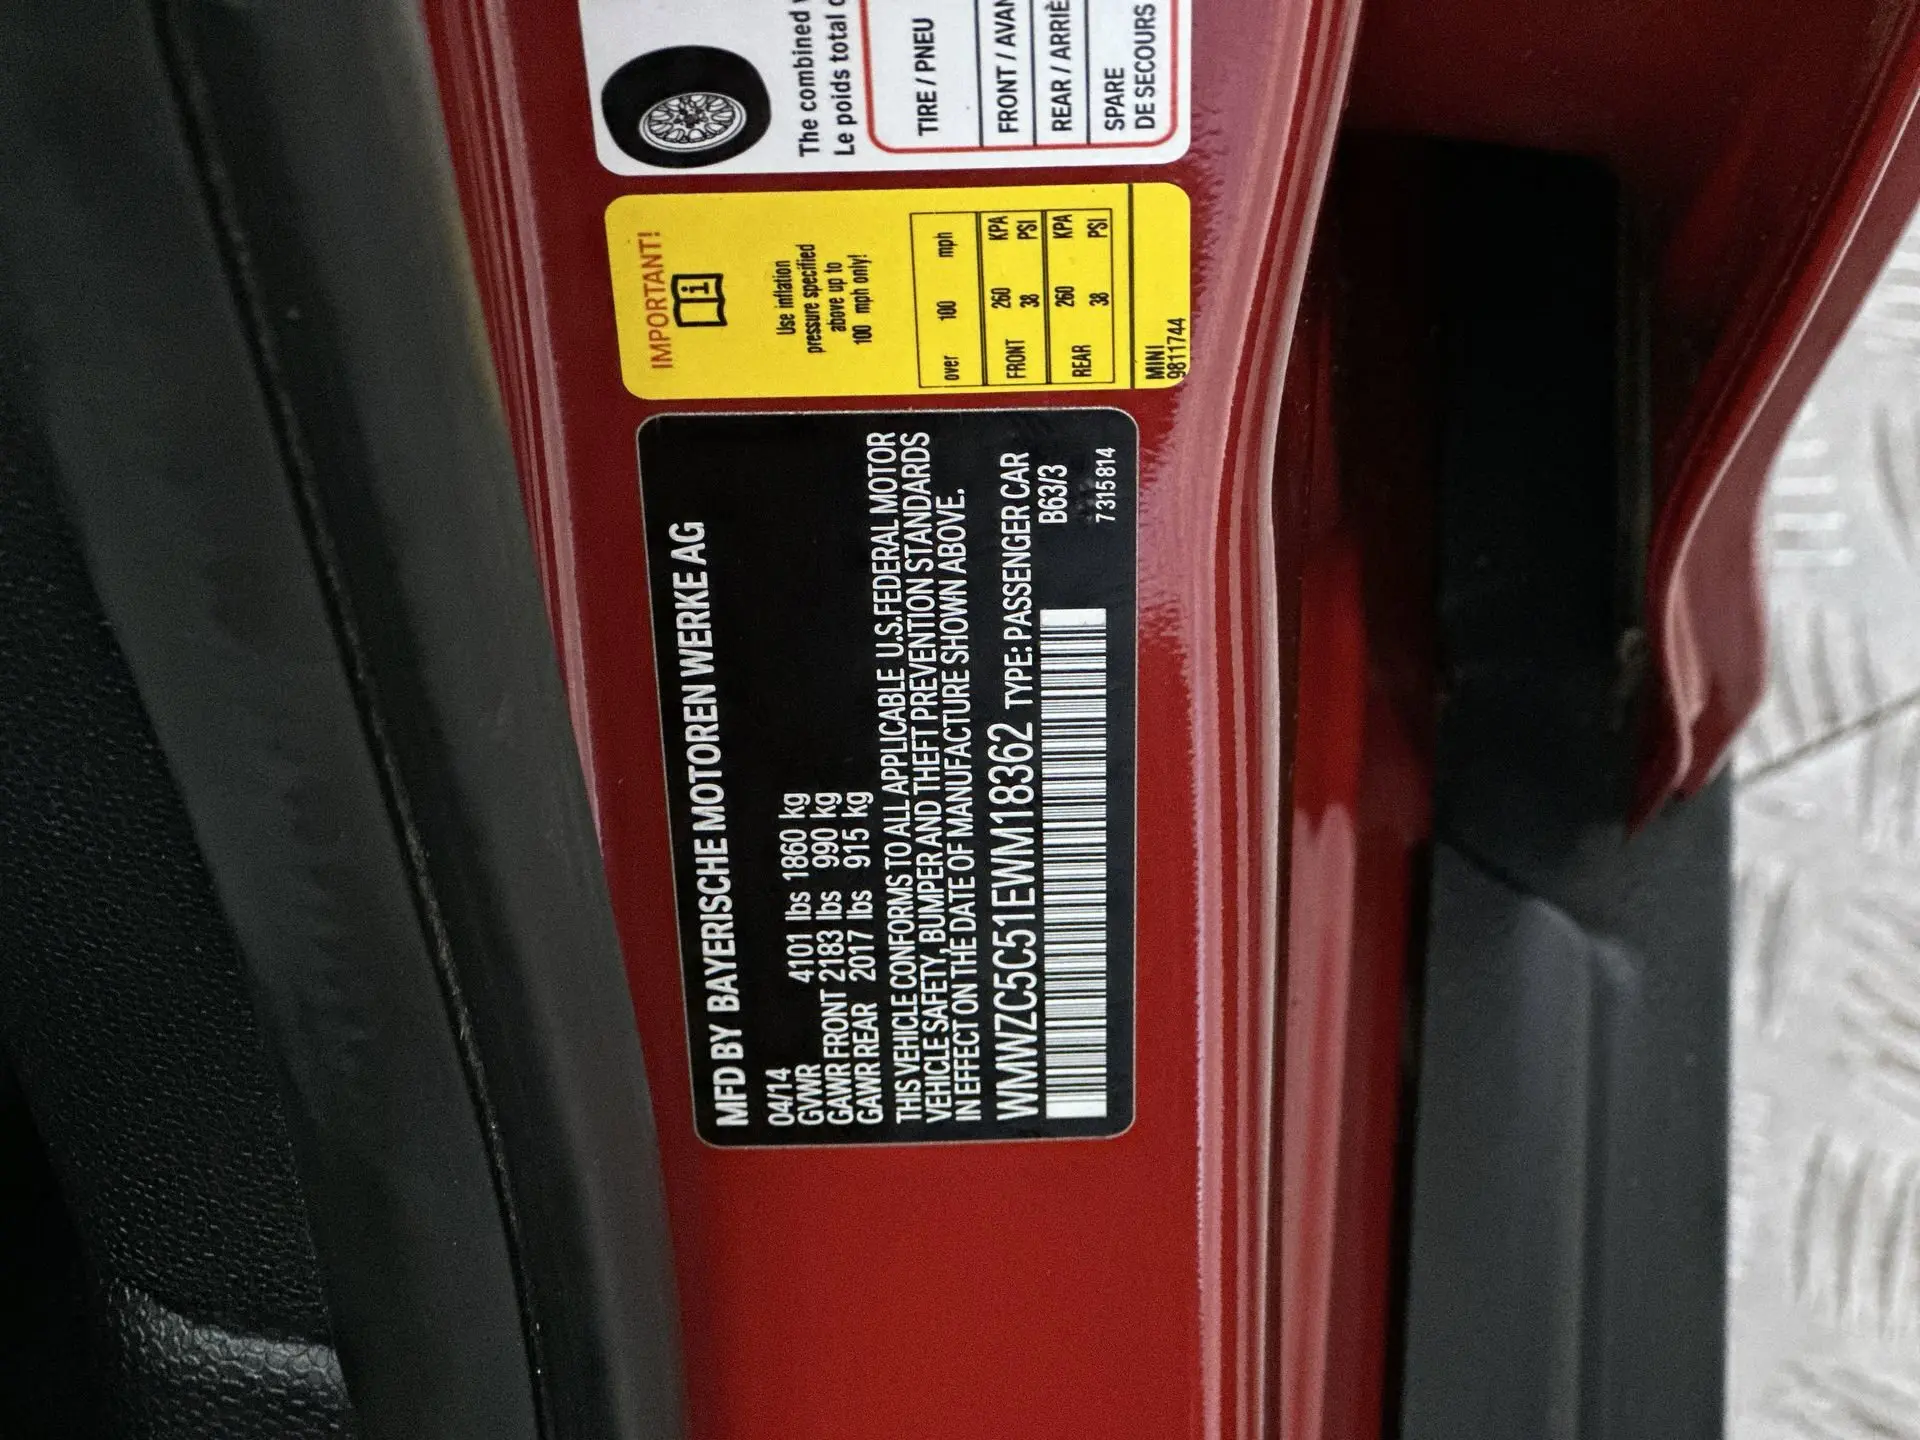 The combined
Le poids total
TIRE / PNEU
FRONT /
REAR /
SPARE
DE SECOURS
IMPORTANT!
Use inflation
pressure specified
above up to
100 mph only!
over 100 mph
FRONT 260 KPA
38 PSI
REAR 260 KPA
38 PSI
MINI
9811744
MFD BY BAYERISCHE MOTOREN WERKE AG
04/14
GVWR 4101 lbs 1860 kg
GAWR FRONT 2183 lbs 990 kg
GAWR REAR 2017 lbs 915 kg
THIS VEHICLE CONFORMS TO ALL APPLICABLE U.S.FEDERAL MOTOR
VEHICLE SAFETY, BUMPER AND THEFT PREVENTION STANDARDS
IN EFFECT ON THE DATE OF MANUFACTURE SHOWN ABOVE.
WMWZC5C51EWM18362 TYPE: PASSENGER CAR
B63/3
7 315 814